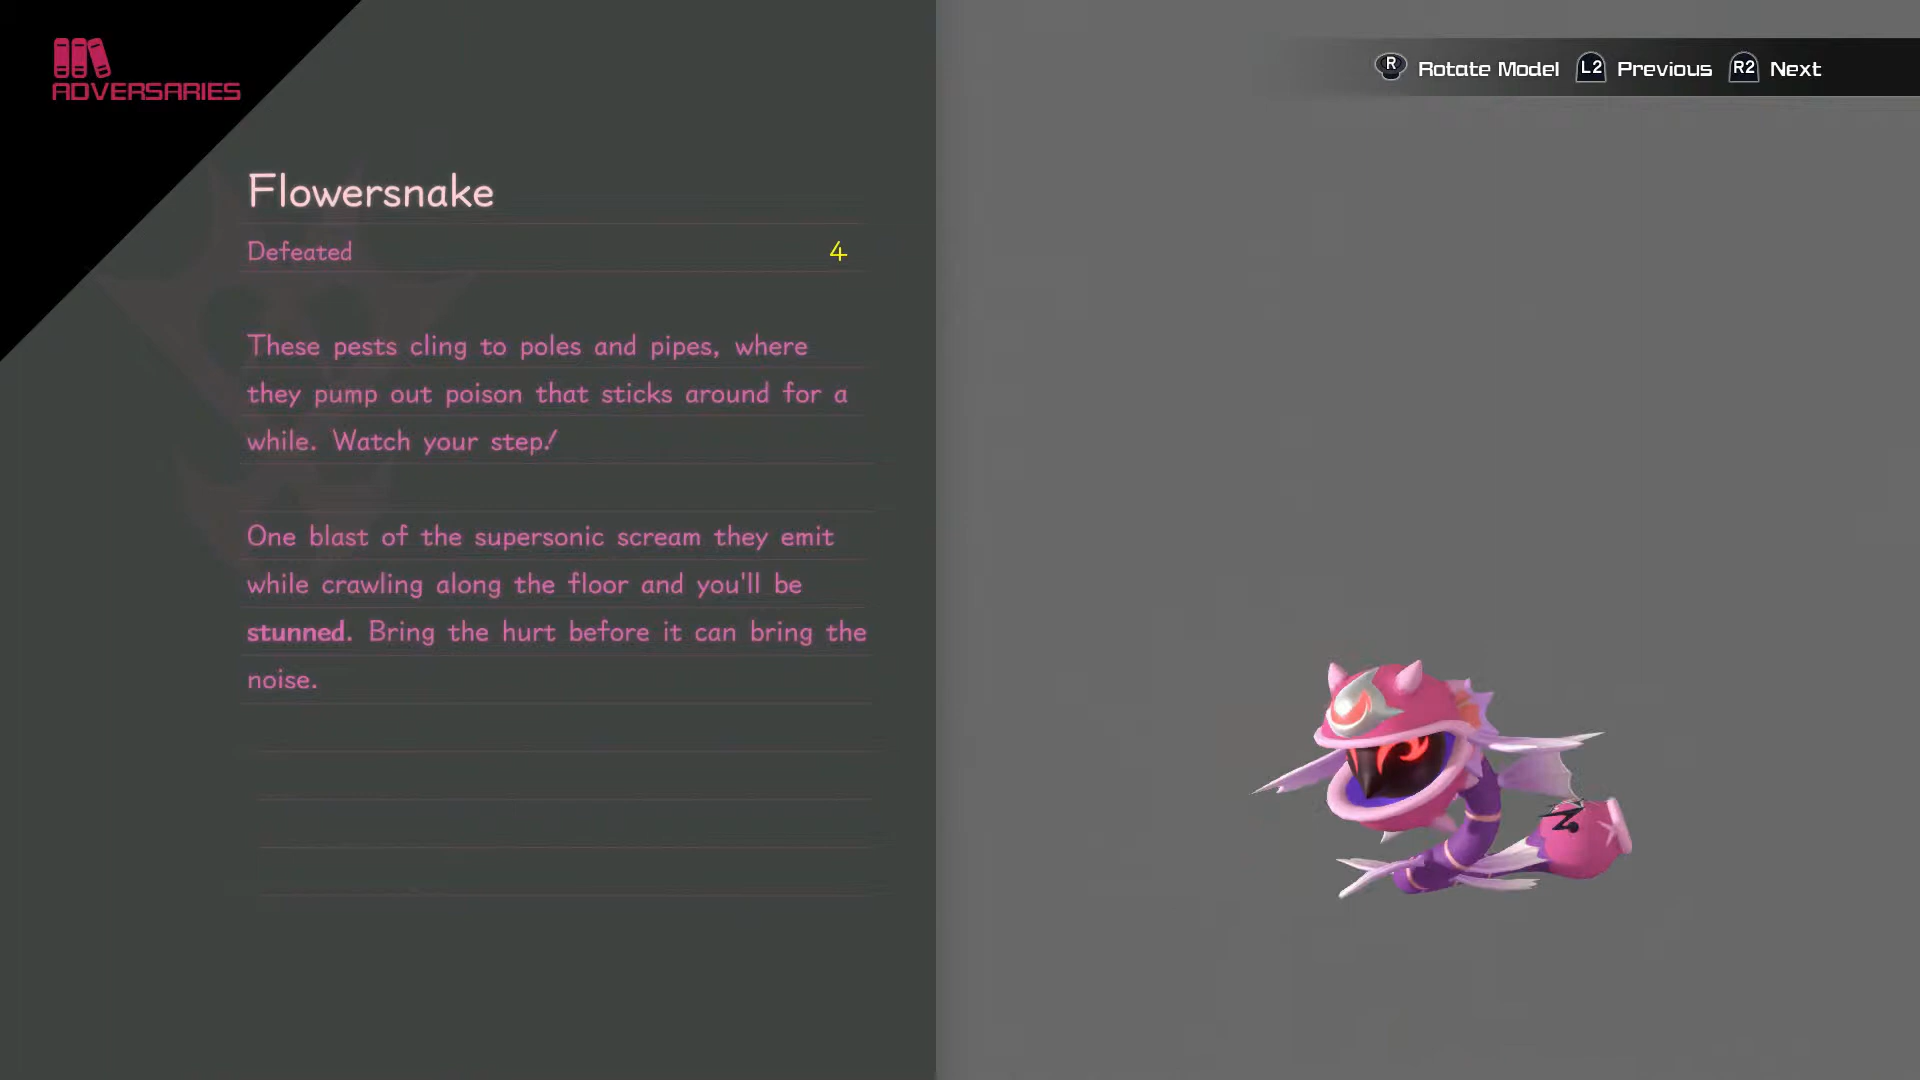 ADVERSARIES
R Rotate Model L2 Previous R2 Next
Flowersnake
Defeated 4
These pests cling to poles and pipes, where
they pump out poison that sticks around for a
while. Watch your step!
One blast of the supersonic scream they emit
while crawling along the floor and you'll be
stunned. Bring the hurt before it can bring the
noise.